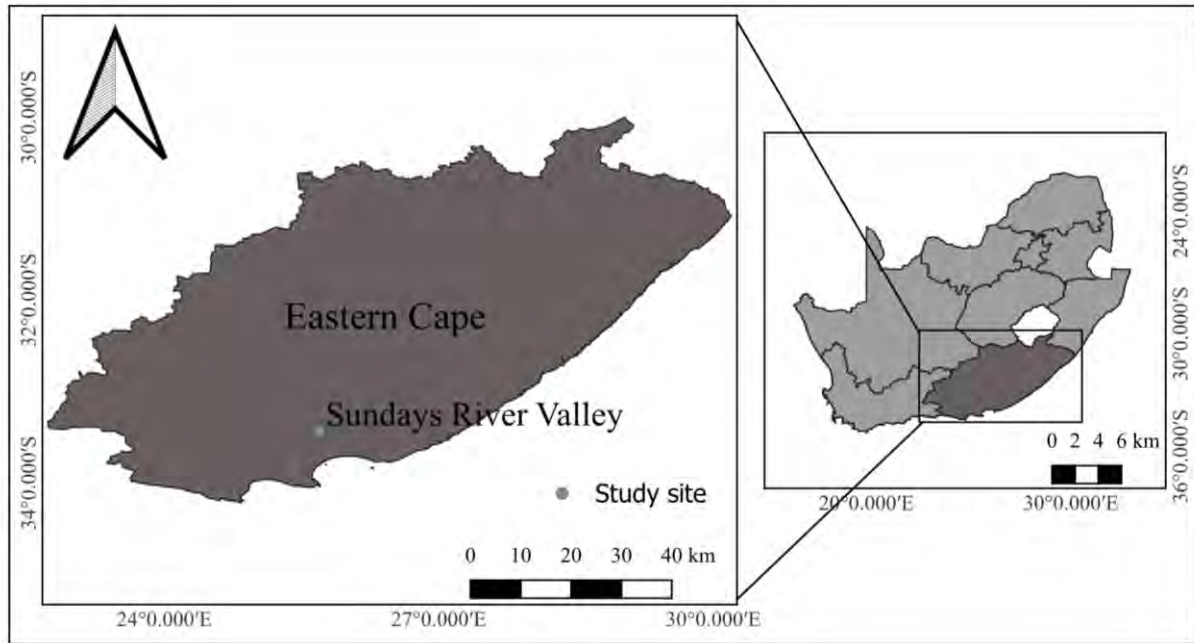 30°0.000'S
32°0.000'S
34°0.000'S
Eastern Cape
Sundays River Valley
Study site
0 10 20 30 40 km
24°0.000'E 27°0.000'E 30°0.000'E
24°0.000'S
30°0.000'S
36°0.000'S
0 2 4 6 km
20°0.000'E 30°0.000'E